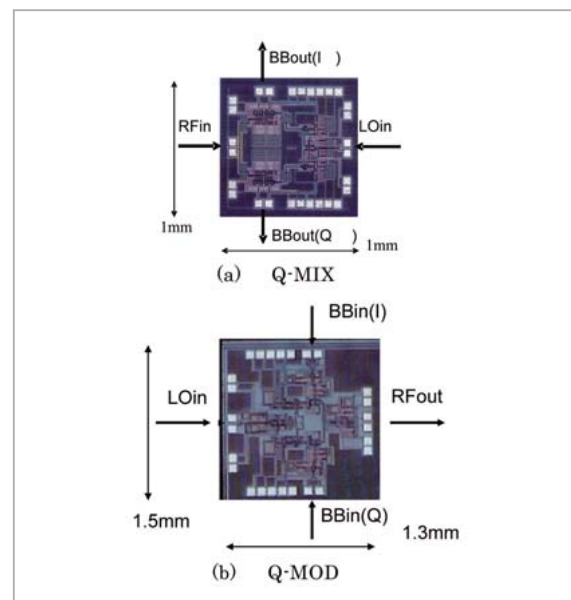 BBout(I )
RFin
LOin
1mm
BBout(Q )
1mm
(a) Q-MIX
BBin(I)
LOin
RFout
1.5mm
BBin(Q)
1.3mm
(b) Q-MOD